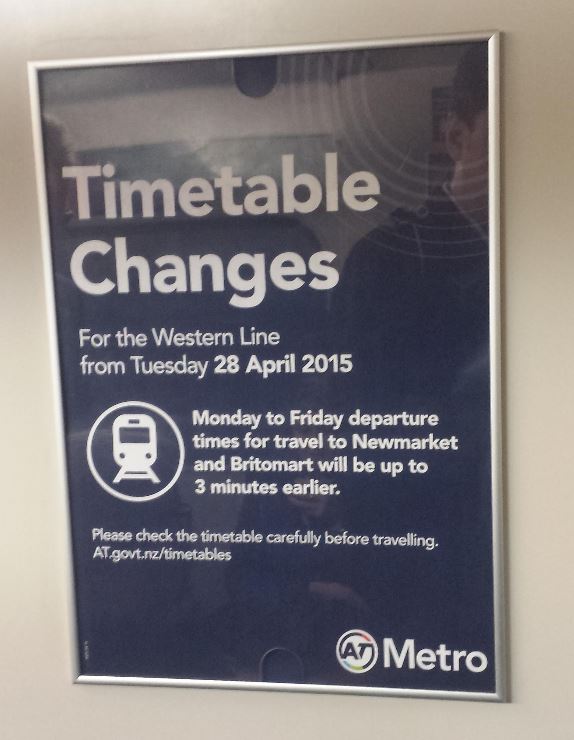 Timetable
Changes
For the Western Line
from Tuesday 28 April 2015
Monday to Friday departure
times for travel to Newmarket
and Britomart will be up to
3 minutes earlier.
Please check the timetable carefully before travelling.
AT.govt.nz/timetables
AT Metro